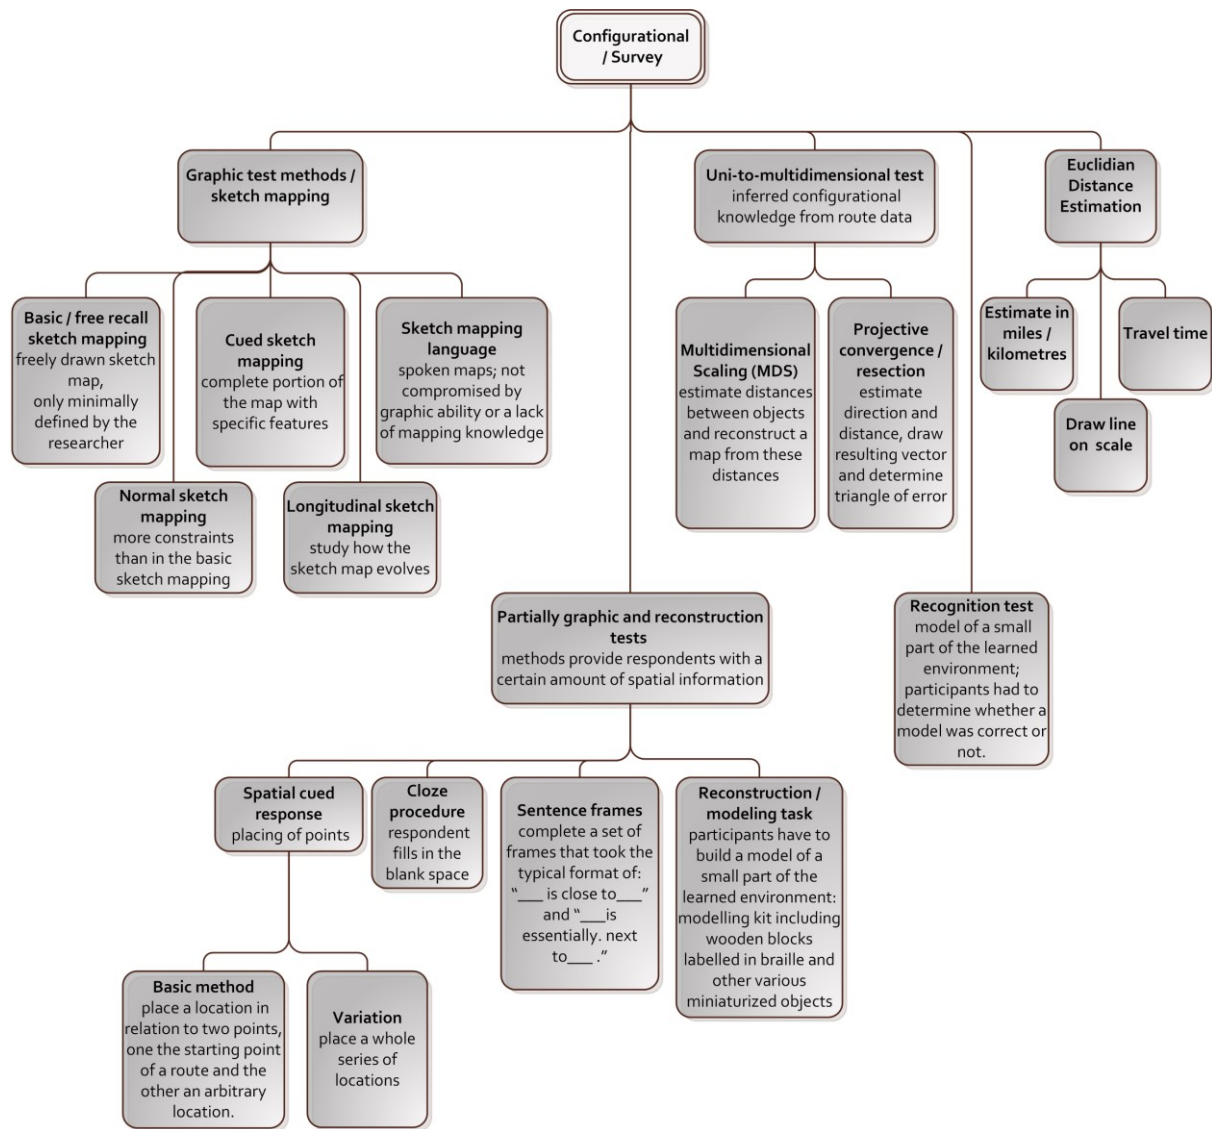 Configurational
/ Survey
Graphic test methods /
sketch mapping
Uni-to-multidimensional test
inferred configurational
knowledge from route data
Euclidian
Distance
Estimation
Basic / free recall
sketch mapping
freely drawn sketch
map,
only minimally
defined by the
researcher
Cued sketch
mapping
complete portion of
the map with
specific features
Sketch mapping
language
spoken maps; not
compromised by
graphic ability or a lack
of mapping knowledge
Multidimensional
Scaling (MDS)
estimate distances
between objects
and reconstruct a
map from these
distances
Projective
convergence /
resection
estimate
direction and
distance, draw
resulting vector
and determine
triangle of error
Estimate in
miles /
kilometres
Travel time
Draw line
on scale
Normal sketch
mapping
more constraints
than in the basic
sketch mapping
Longitudinal sketch
mapping
study how the
sketch map evolves
Partially graphic and reconstruction
tests
methods provide respondents with a
certain amount of spatial information
Recognition test
model of a small
part of the learned
environment;
participants had to
determine whether a
model was correct or
not.
Spatial cued
response
placing of points
Cloze
procedure
respondent
fills in the
blank space
Sentence frames
complete a set of
frames that took the
typical format of:
“___ is close to___”
and “___is
essentially. next
to___ .”
Reconstruction /
modeling task
participants have to
build a model of a
small part of the
learned environment:
modelling kit including
wooden blocks
labelled in braille and
other various
miniaturized objects
Basic method
place a location in
relation to two points,
one the starting point
of a route and the
other an arbitrary
location.
Variation
place a whole
series of
locations